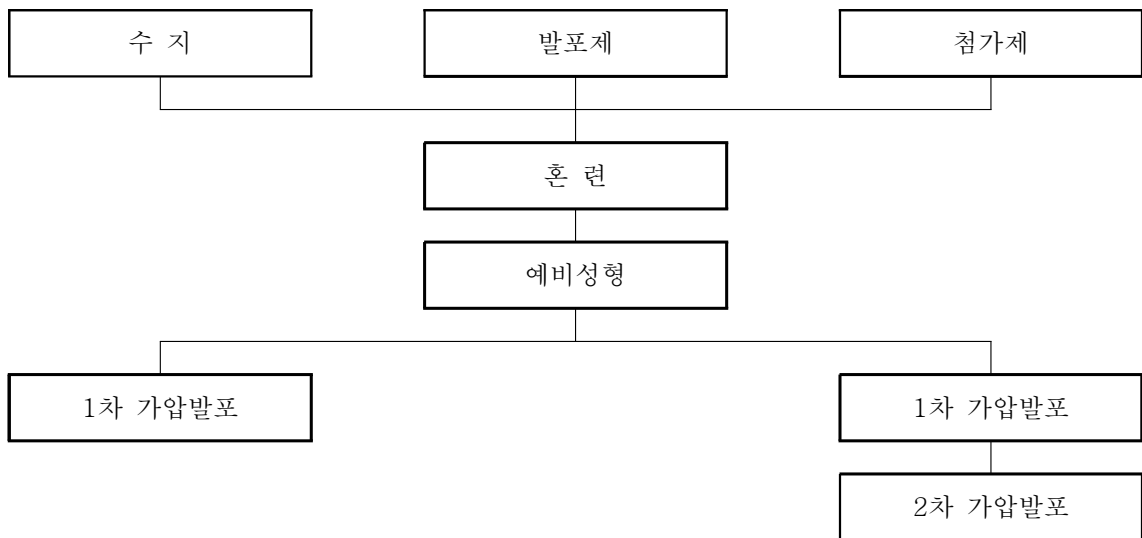 수 지
발포제
첨가제
혼 련
예비성형
1차 가압발포
1차 가압발포
2차 가압발포